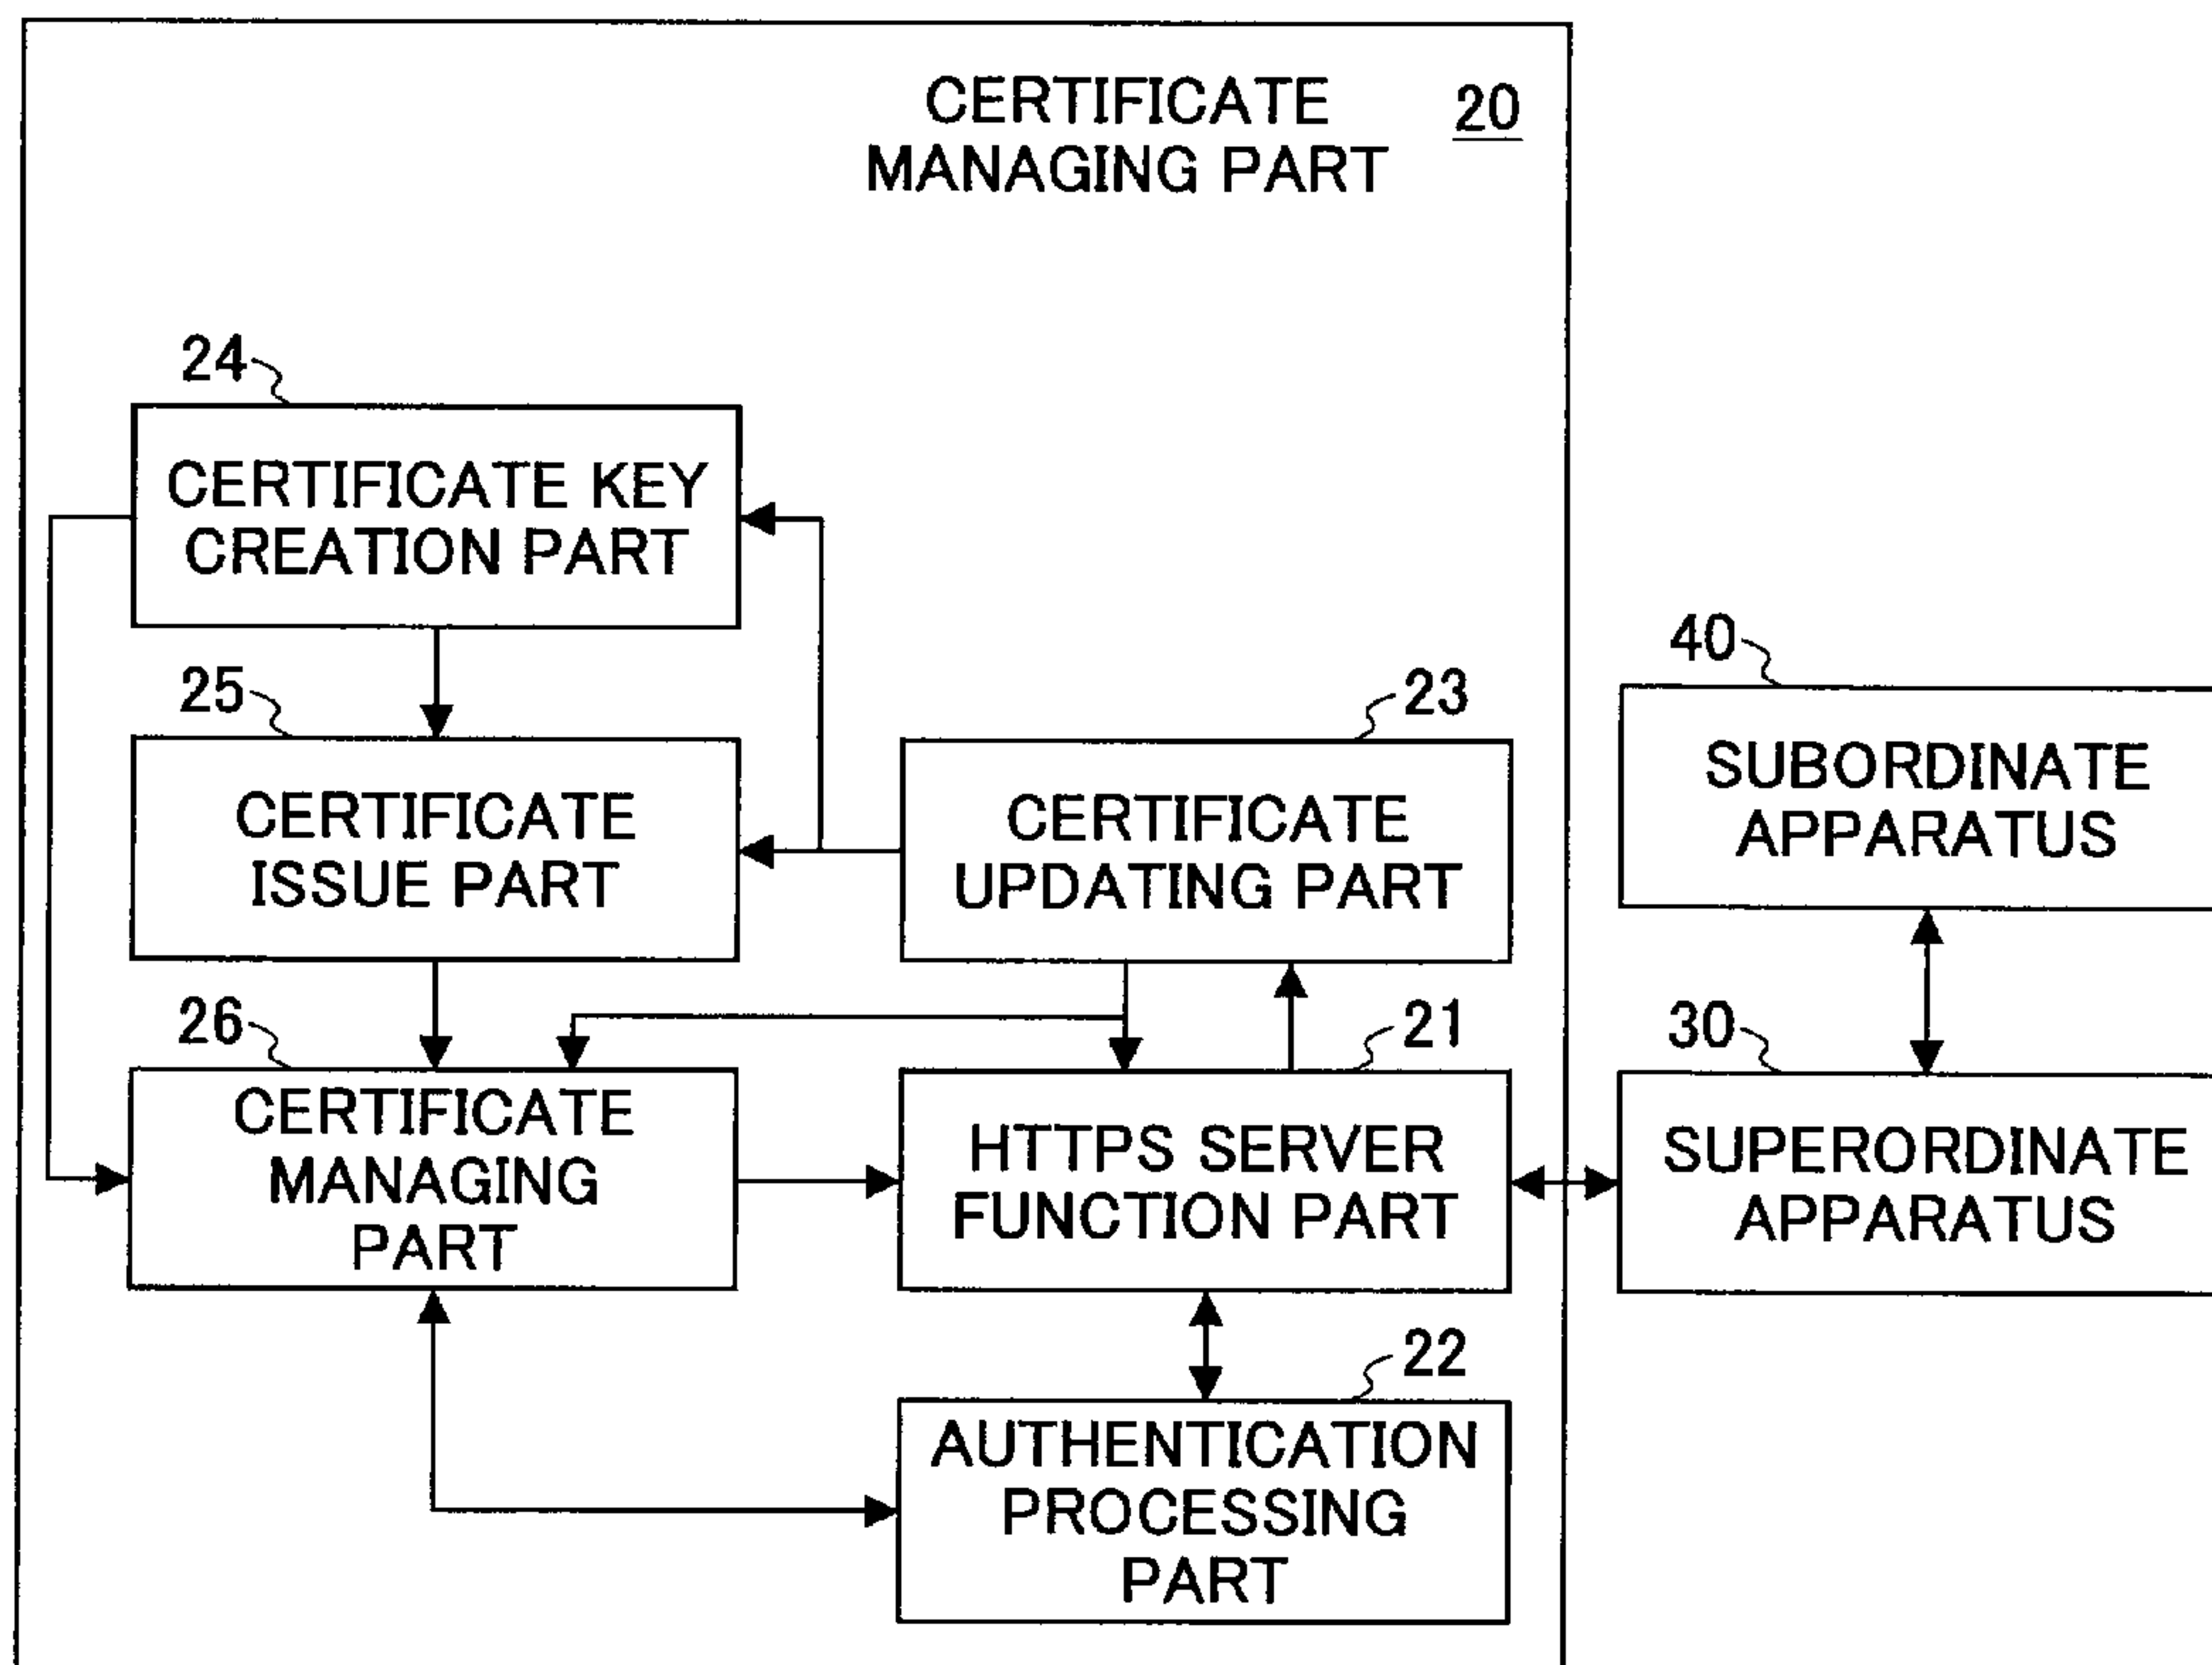 CERTIFICATE
MANAGING PART
20
24
CERTIFICATE KEY
CREATION PART
25
CERTIFICATE
ISSUE PART
23
CERTIFICATE
UPDATING PART
40
SUBORDINATE
APPARATUS
26
CERTIFICATE
MANAGING
PART
21
HTTPS SERVER
FUNCTION PART
30
SUPERORDINATE
APPARATUS
22
AUTHENTICATION
PROCESSING
PART